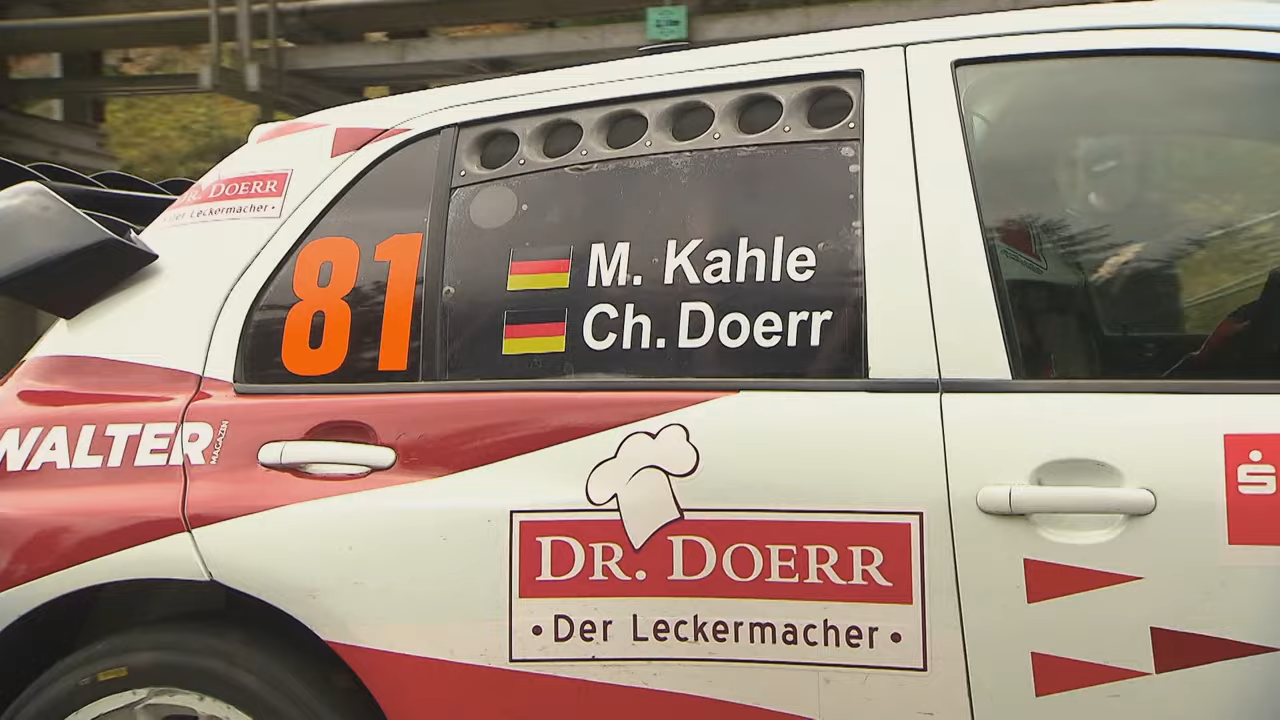 DR. DOERR
Der Leckermacher •
81
M. Kahle
Ch. Doerr
WALTER
MAGAZIN
DR. DOERR
• Der Leckermacher •
S